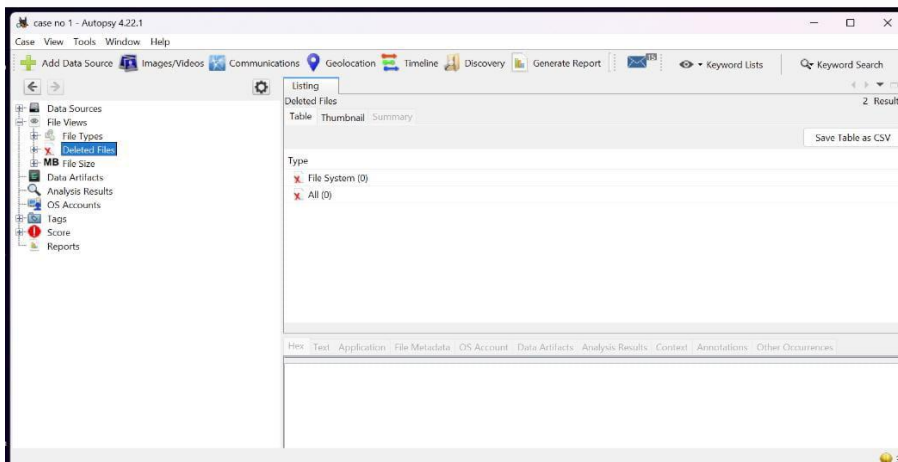 case no 1 - Autopsy 4.22.1
Case View Tools Window Help
Add Data Source Images/Videos Communications Geolocation Timeline Discovery Generate Report Keyword Lists Keyword Search
Listing
Deleted Files 2 Result
Table Thumbnail Summary
Save Table as CSV
Type
File System (0)
All (0)
Data Sources
File Views
File Types
Deleted Files
MB File Size
Data Artifacts
Analysis Results
OS Accounts
Tags
Score
Reports
Hex Text Application File Metadata OS Account Data Artifacts Analysis Results Context Annotations Other Occurrences